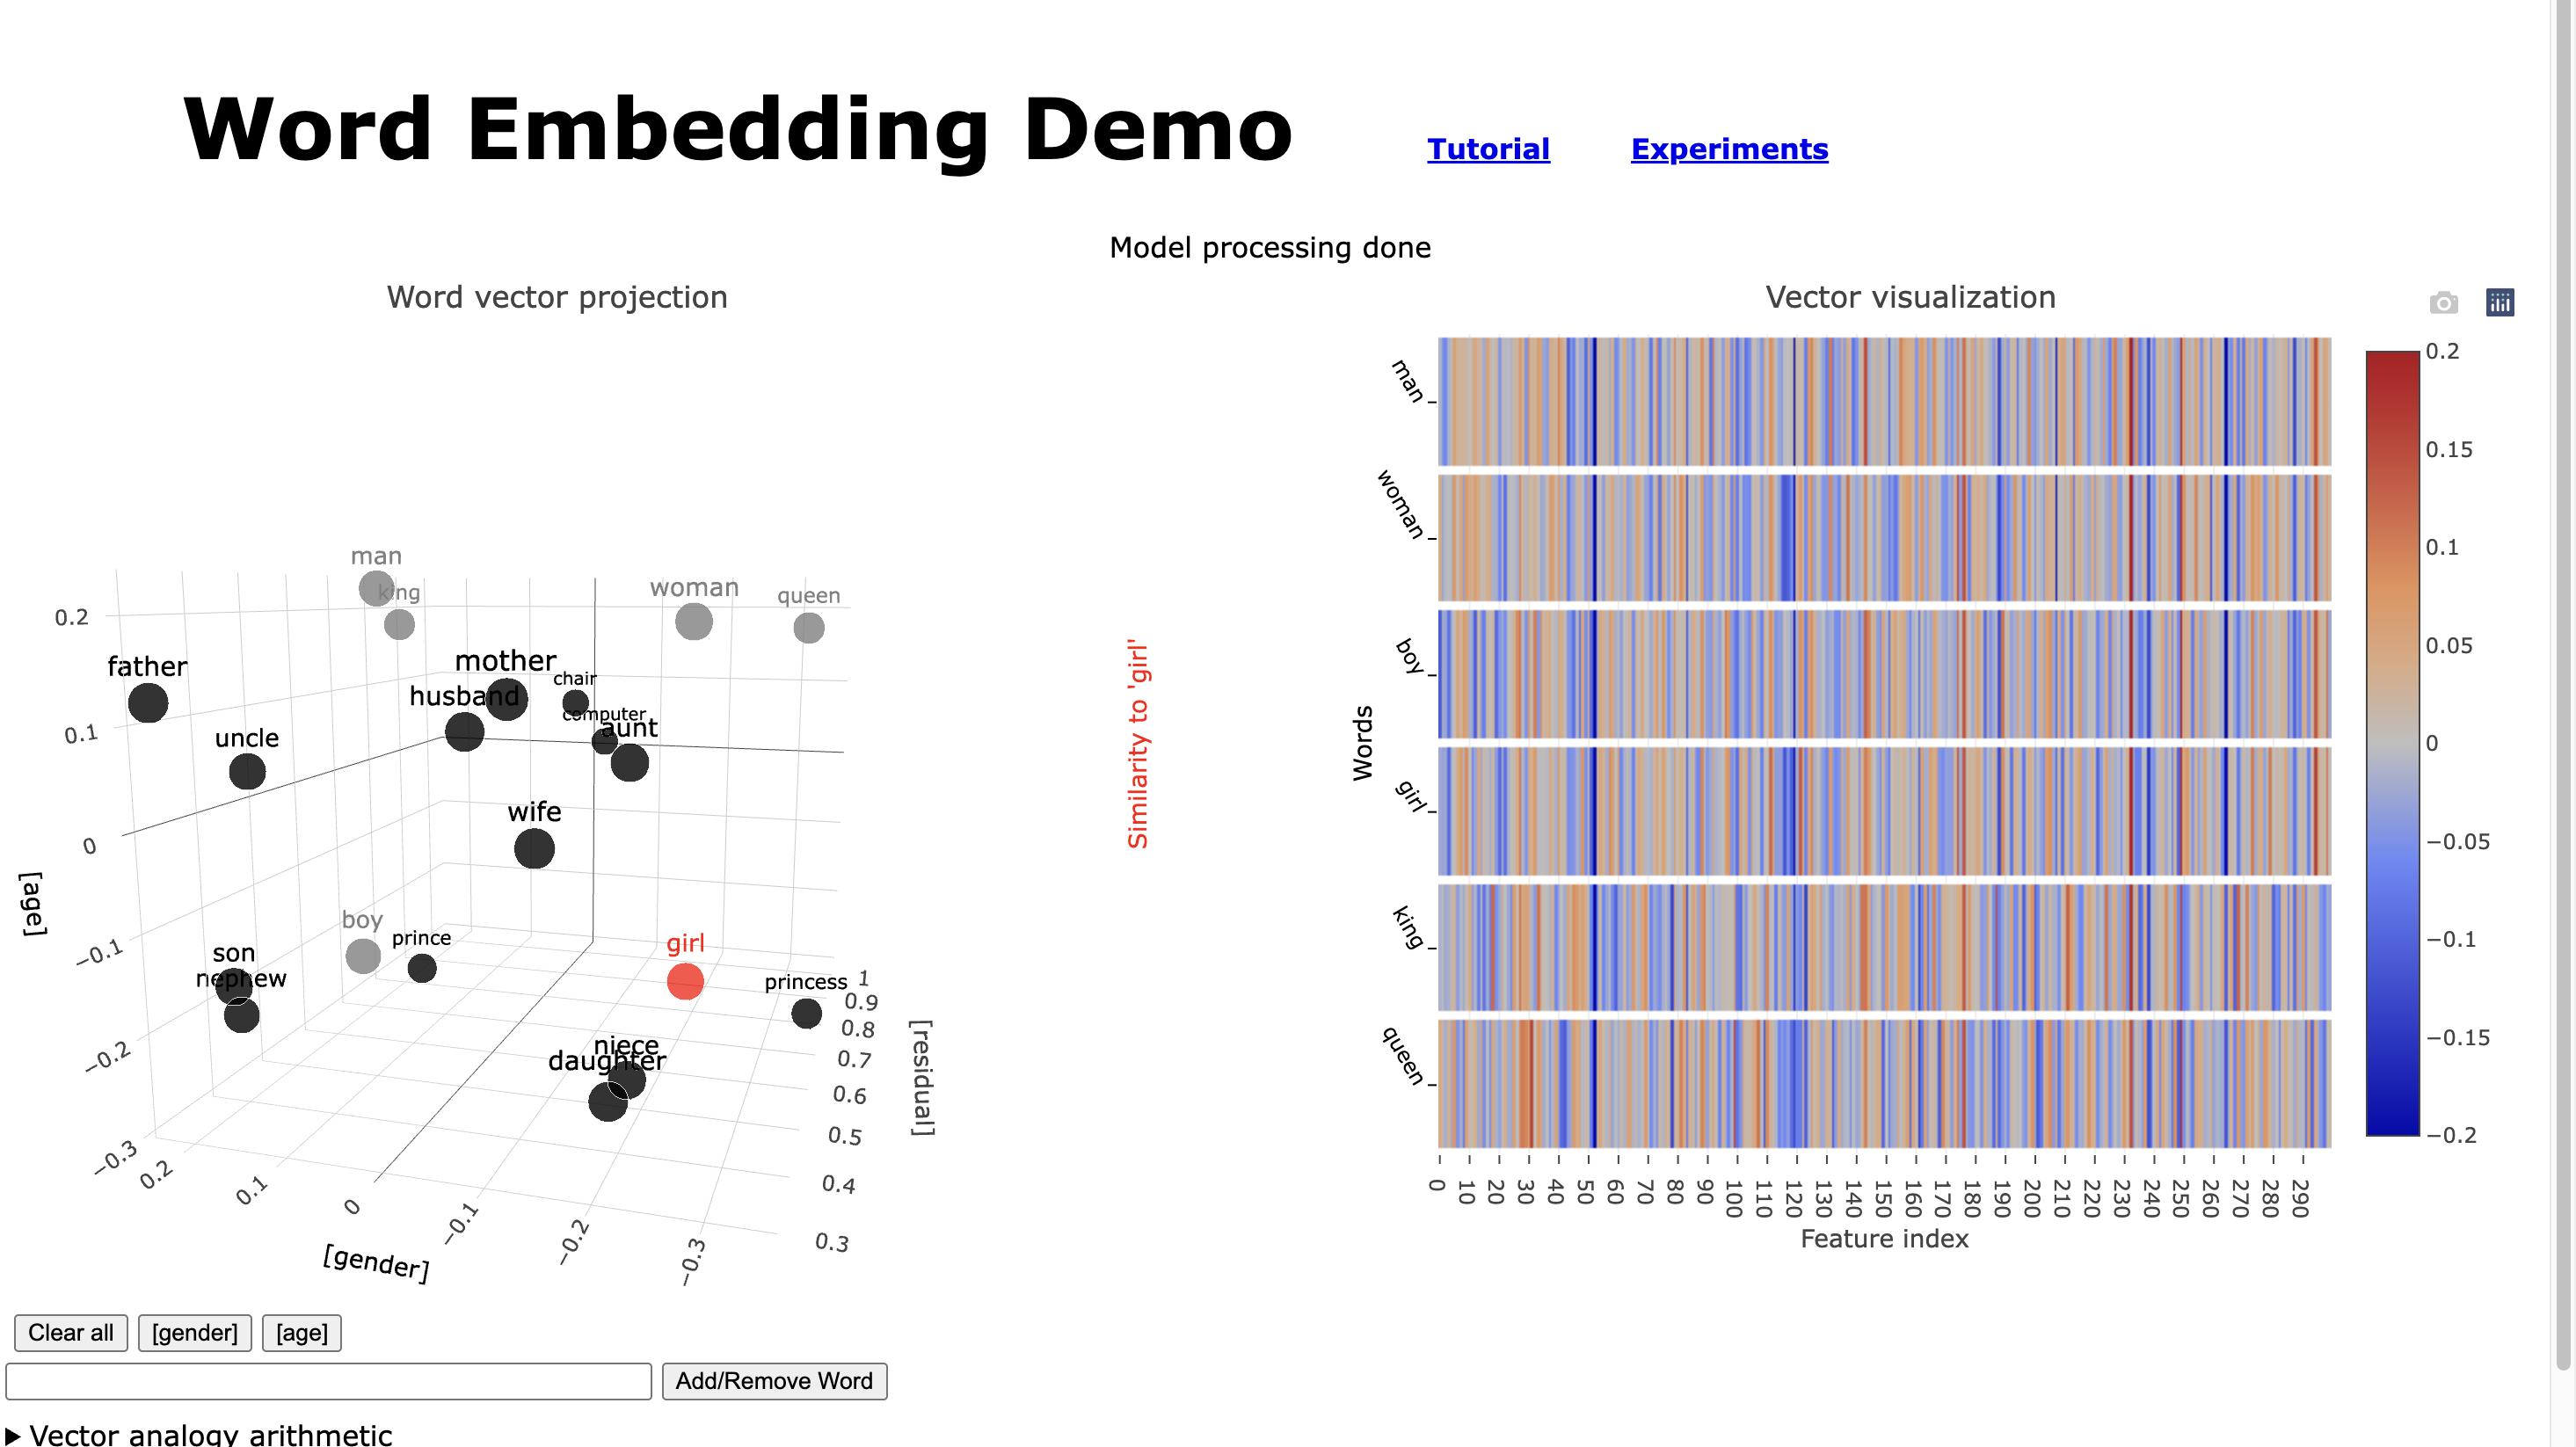 Word Embedding Demo
Tutorial
Experiments
Model processing done
Word vector projection
man
king
woman
queen
father
mother
chair
husband
computer
aunt
uncle
wife
boy
prince
girl
son
nephew
princess
niece
daughter
0.2
0.1
0
−0.1
−0.2
−0.3
[age]
0.2
0.1
0
−0.1
−0.2
−0.3
[gender]
1
0.9
0.8
0.7
0.6
0.5
0.4
0.3
[residual]
Similarity to 'girl'
Vector visualization
Words
man
woman
boy
girl
king
queen
0 10 20 30 40 50 60 70 80 90 100 110 120 130 140 150 160 170 180 190 200 210 220 230 240 250 260 270 280 290
Feature index
0.2
0.15
0.1
0.05
0
−0.05
−0.1
−0.15
−0.2
Clear all [gender] [age]
Add/Remove Word
Vector analogy arithmetic